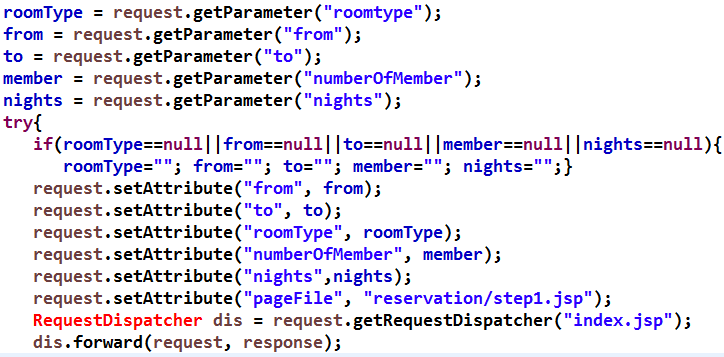 roomType = request.getParameter("roomtype");
from = request.getParameter("from");
to = request.getParameter("to");
member = request.getParameter("numberOfMember");
nights = request.getParameter("nights");
try{
if(roomType==null||from==null||to==null||member==null||nights==null){
roomType=""; from=""; to=""; member=""; nights="";}
request.setAttribute("from", from);
request.setAttribute("to", to);
request.setAttribute("roomType", roomType);
request.setAttribute("numberOfMember", member);
request.setAttribute("nights",nights);
request.setAttribute("pageFile", "reservation/step1.jsp");
RequestDispatcher dis = request.getRequestDispatcher("index.jsp");
dis.forward(request, response);